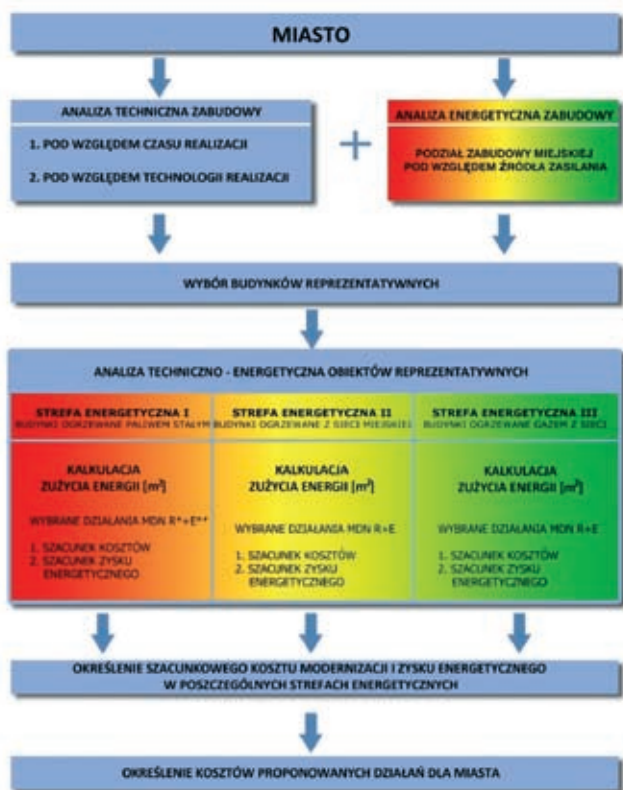 MIASTO
ANALIZA TECHNICZNA ZABUDOWY
1. POD WZGLĘDEM CZASU REALIZACJI
2. POD WZGLĘDEM TECHNOLOGII REALIZACJI
+
ANALIZA ENERGETYCZNA ZABUDOWY
PODZIAŁ ZABUDOWY MIEJSKIEJ
POD WZGLĘDEM ŹRÓDŁA ZASILANIA
WYBÓR BUDYNKÓW REPREZENTATYWNYCH
ANALIZA TECHNICZNO - ENERGETYCZNA OBIEKTÓW REPREZENTATYWNYCH
STREFA ENERGETYCZNA I
BUDYNKI OGRZEWANE PALIWEM STAŁYM
KALKULACJA
ZUŻYCIA ENERGII [m²]
WYBRANE DZIAŁANIA MDN R*+E**
1. SZACUNEK KOSZTÓW
2. SZACUNEK ZYSKU
ENERGETYCZNEGO
STREFA ENERGETYCZNA II
BUDYNKI OGRZEWANE Z SIECI MIEJSKIEJ
KALKULACJA
ZUŻYCIA ENERGII [m²]
WYBRANE DZIAŁANIA MDN R+E
1. SZACUNEK KOSZTÓW
2. SZACUNEK ZYSKU
ENERGETYCZNEGO
STREFA ENERGETYCZNA III
BUDYNKI OGRZEWANE GAZEM Z SIECI
KALKULACJA
ZUŻYCIA ENERGII [m²]
WYBRANE DZIAŁANIA MDN R+E
1. SZACUNEK KOSZTÓW
2. SZACUNEK ZYSKU
ENERGETYCZNEGO
OKREŚLENIE SZACUNKOWEGO KOSZTU MODERNIZACJI I ZYSKU ENERGETYCZNEGO
W POSZCZEGÓLNYCH STREFACH ENERGETYCZNYCH
OKREŚLENIE KOSZTÓW PROPONOWANYCH DZIAŁAŃ DLA MIASTA